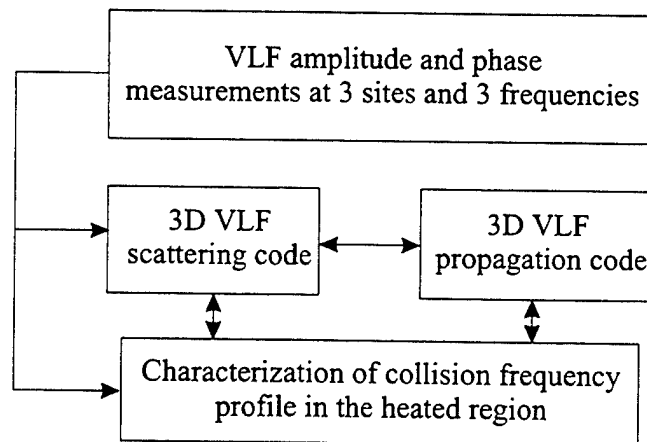 VLF amplitude and phase
measurements at 3 sites and 3 frequencies
3D VLF
scattering code
3D VLF
propagation code
Characterization of collision frequency
profile in the heated region